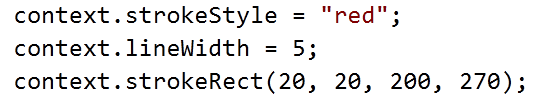 context.strokeStyle = "red";
context.lineWidth = 5;
context.strokeRect(20, 20, 200, 270);